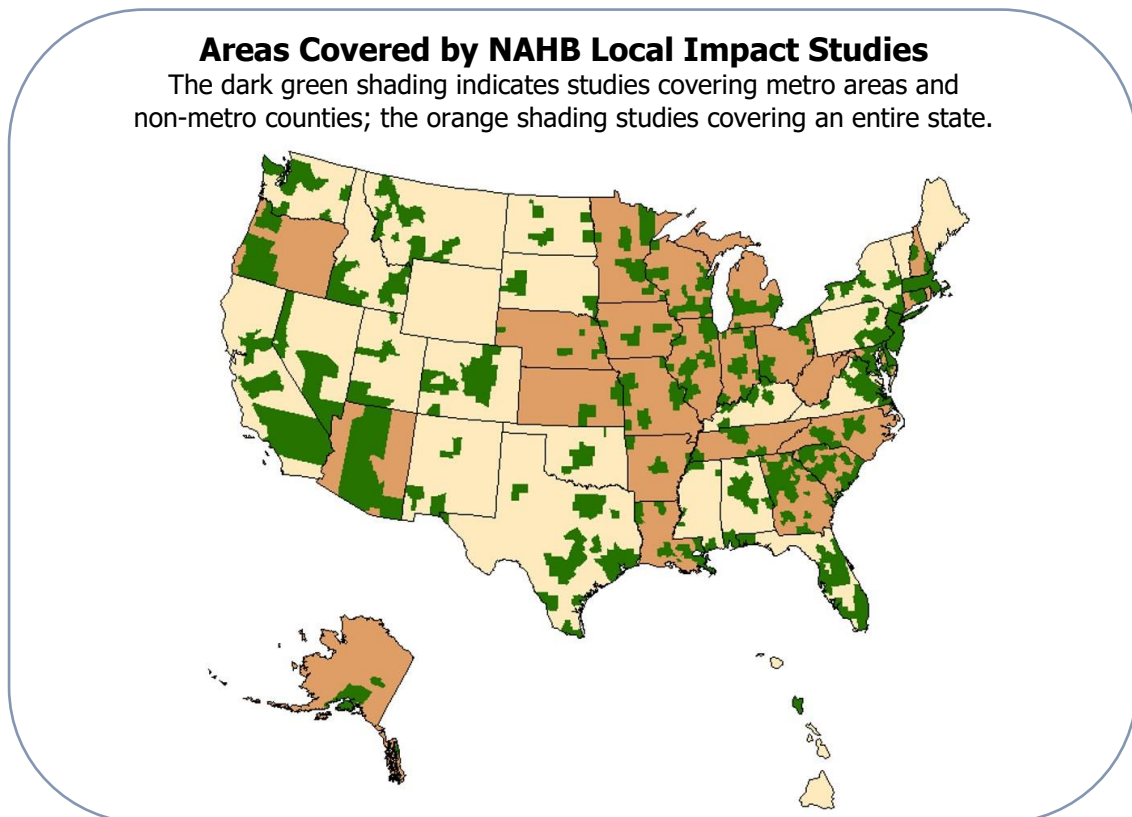 Areas Covered by NAHB Local Impact Studies
The dark green shading indicates studies covering metro areas and
non-metro counties; the orange shading studies covering an entire state.